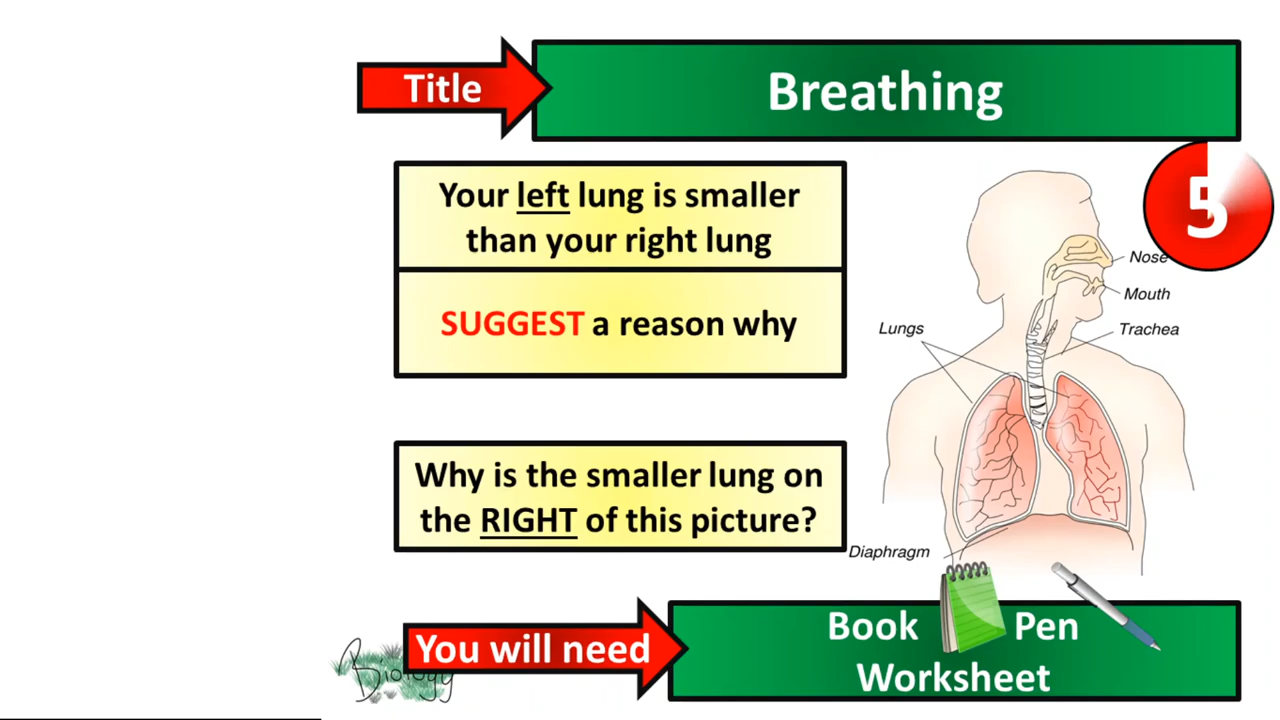 Title
Breathing
5
Your left lung is smaller
than your right lung
SUGGEST a reason why
Why is the smaller lung on
the RIGHT of this picture?
Nose
Mouth
Trachea
Lungs
Diaphragm
You will need
Book Pen
Worksheet
Biology